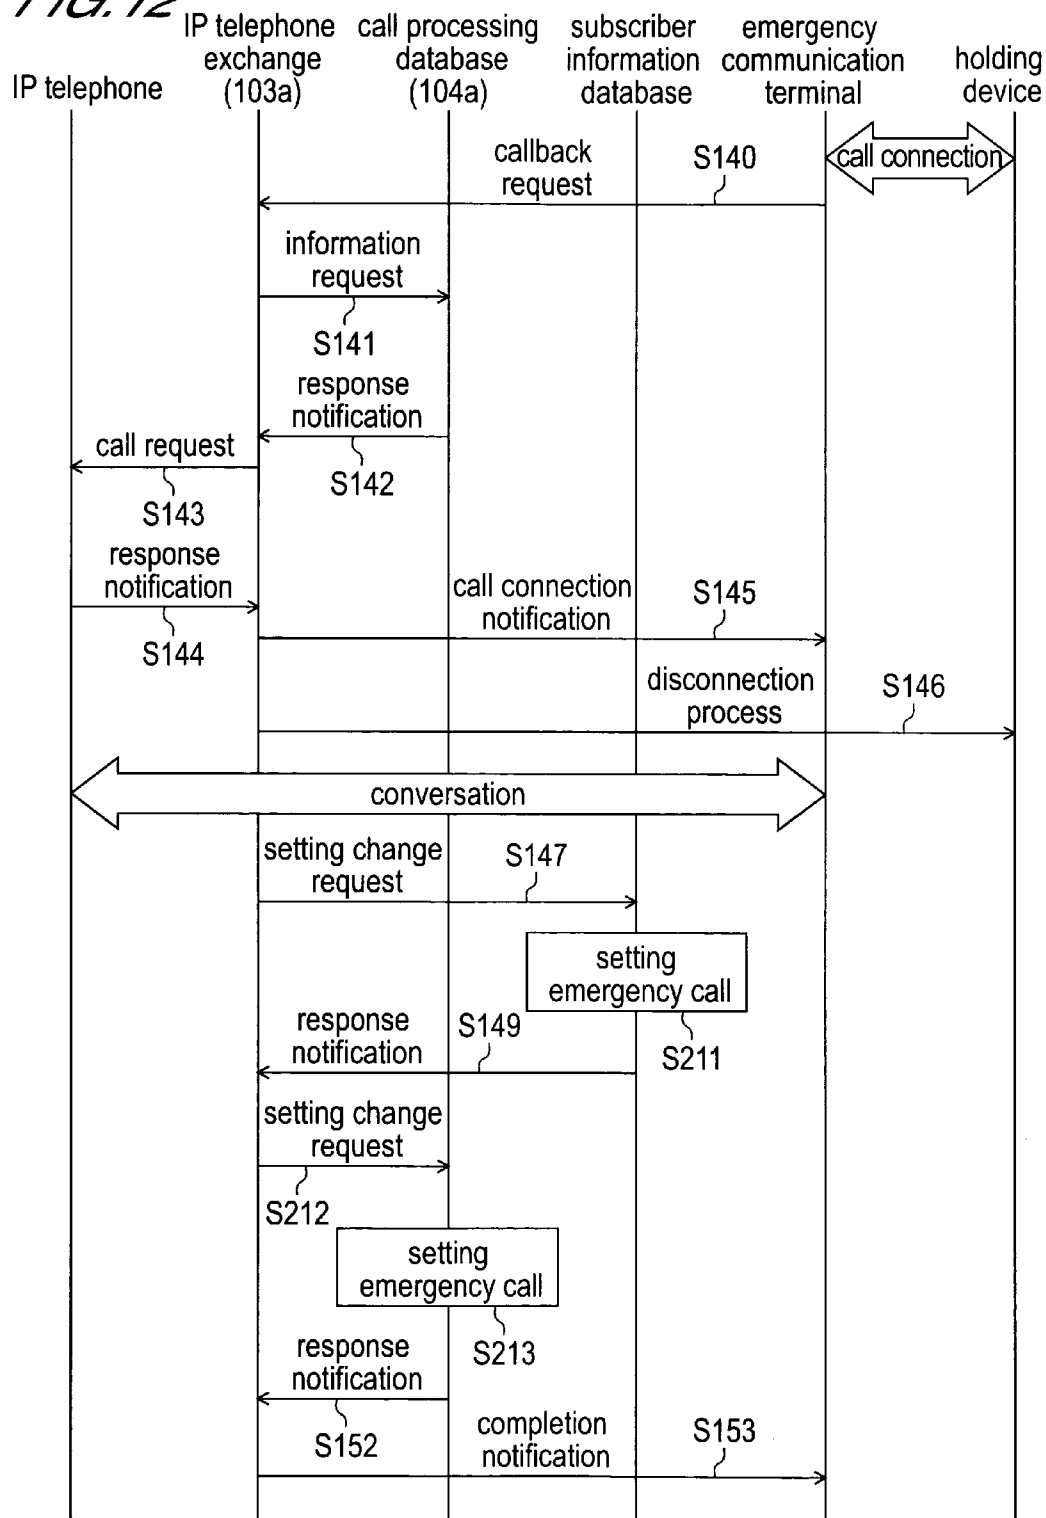 FIG. 12
IP telephone
IP telephone
exchange
(103a)
call processing
database
(104a)
subscriber
information
database
emergency
communication
terminal
holding
device
call connection
callback
request
S140
information
request
S141
response
notification
S142
call request
S143
response
notification
S144
call connection
notification
S145
disconnection
process
S146
conversation
setting change
request
S147
setting
emergency call
S211
response
notification
S149
setting change
request
S212
setting
emergency call
S213
response
notification
S152
completion
notification
S153